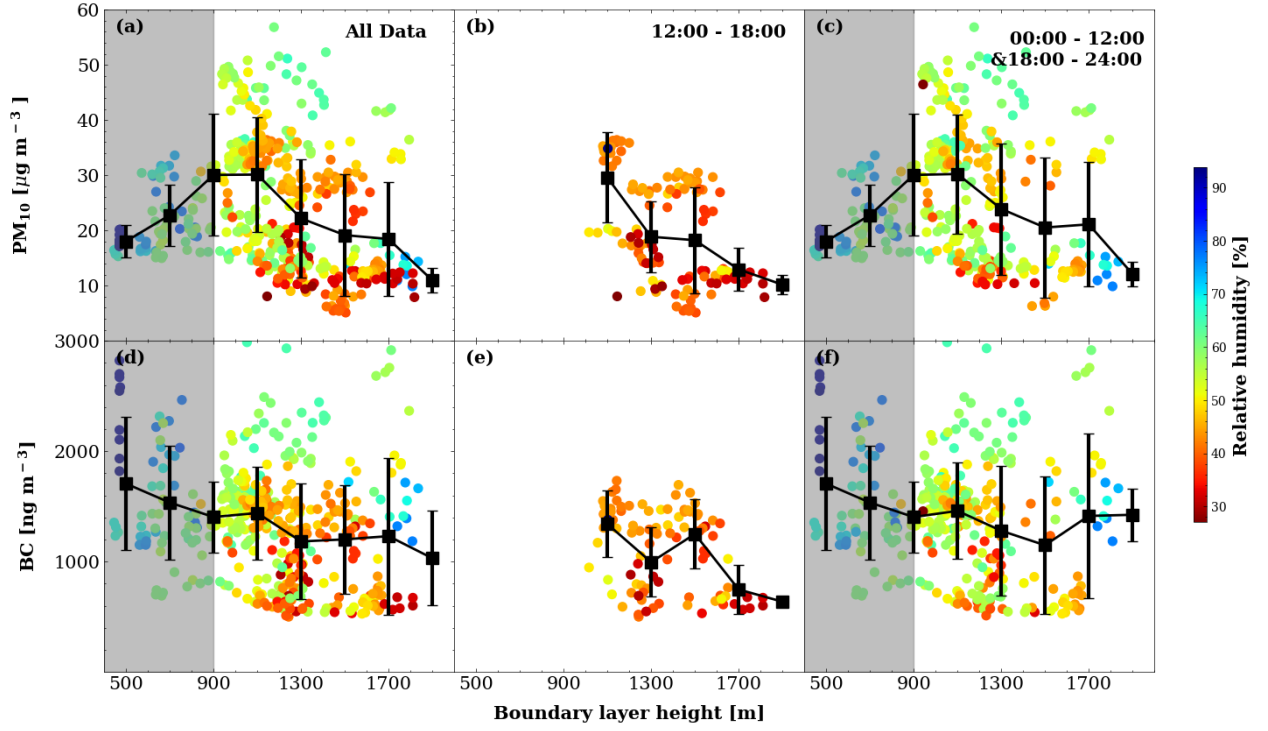 (a) All Data
(b) 12:00 - 18:00
(c) 00:00 - 12:00
&18:00 - 24:00
PM₁₀ [μg m⁻³]
60
50
40
30
20
10
(d)
(e)
(f)
BC [ng m⁻³]
3000
2000
1000
500 900 1300 1700
500 900 1300 1700
500 900 1300 1700
Boundary layer height [m]
90
80
70
60
50
40
30
Relative humidity [%]